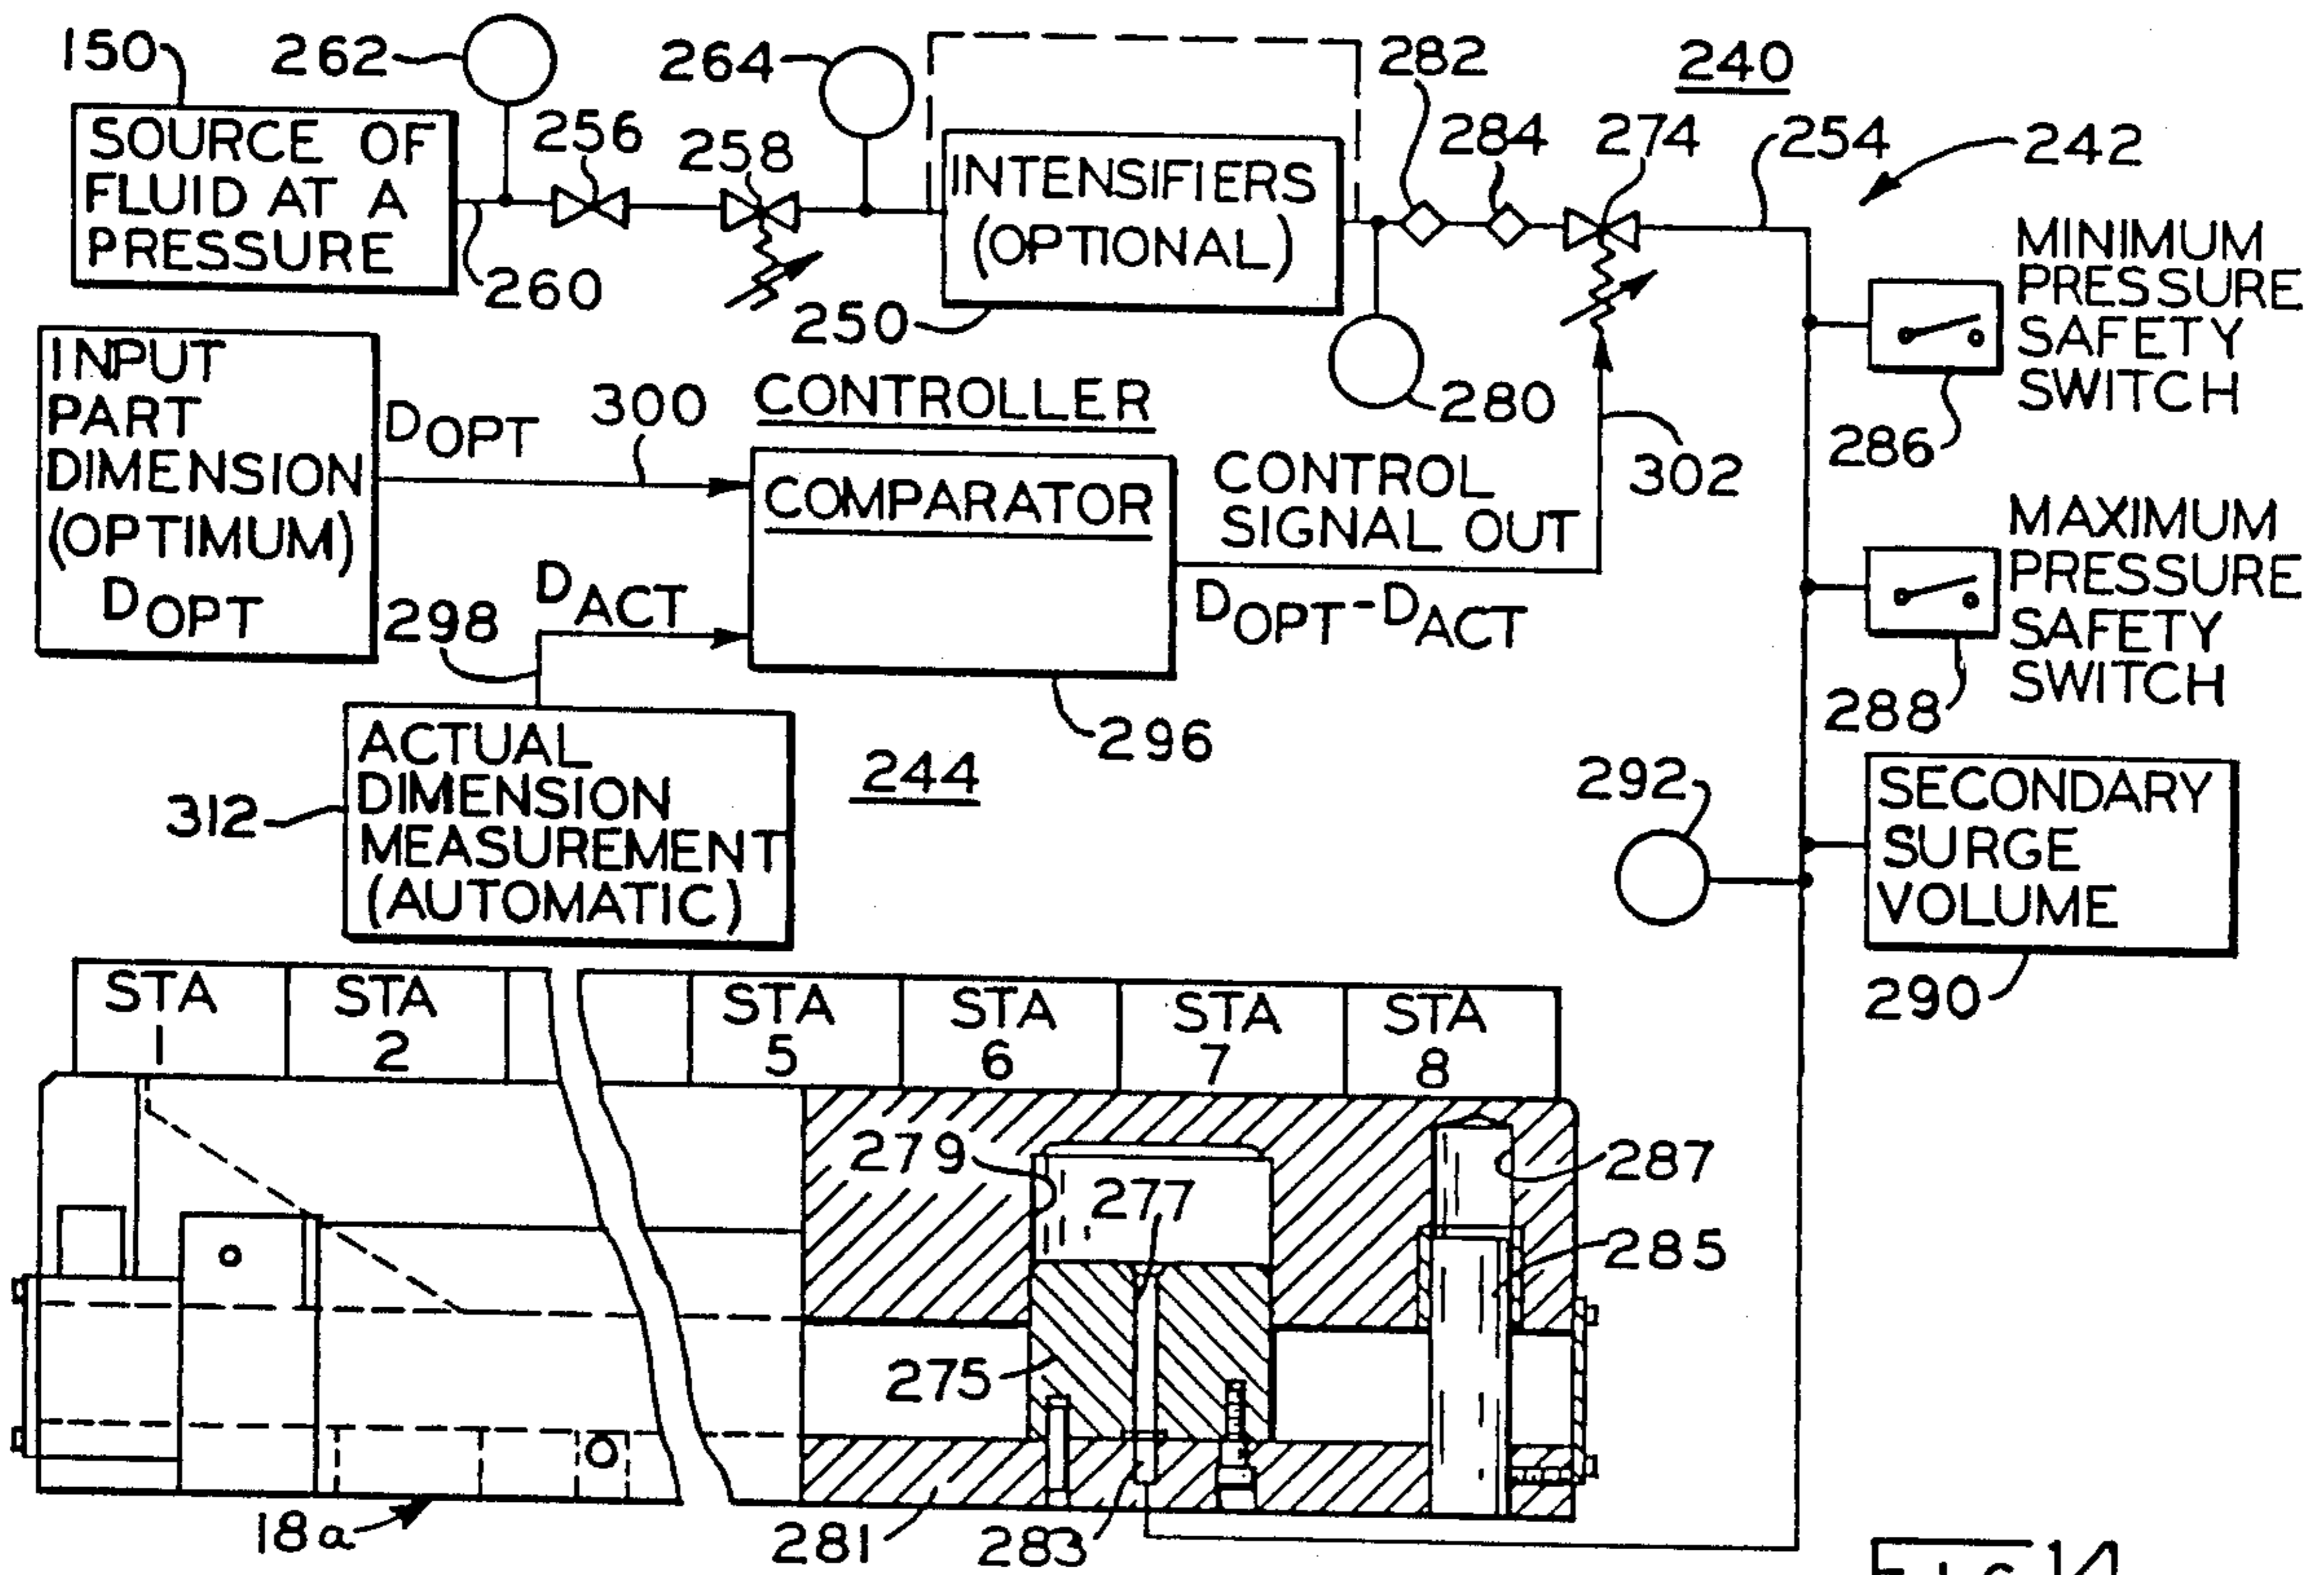 150
262
264
282
240
SOURCE OF
FLUID AT A
PRESSURE
256
258
INTENSIFIERS
(OPTIONAL)
284
274
254
242
260
250
280
MINIMUM
PRESSURE
SAFETY
SWITCH
286
INPUT
PART
DIMENSION
(OPTIMUM)
DOPT
DOPT
300
CONTROLLER
COMPARATOR
CONTROL
SIGNAL OUT
302
DOPT-DACT
298
DACT
296
MAXIMUM
PRESSURE
SAFETY
SWITCH
288
312
ACTUAL
DIMENSION
MEASUREMENT
(AUTOMATIC)
244
292
SECONDARY
SURGE
VOLUME
290
STA
1
STA
2
STA
5
STA
6
STA
7
STA
8
279
277
287
285
275
18a
281
283